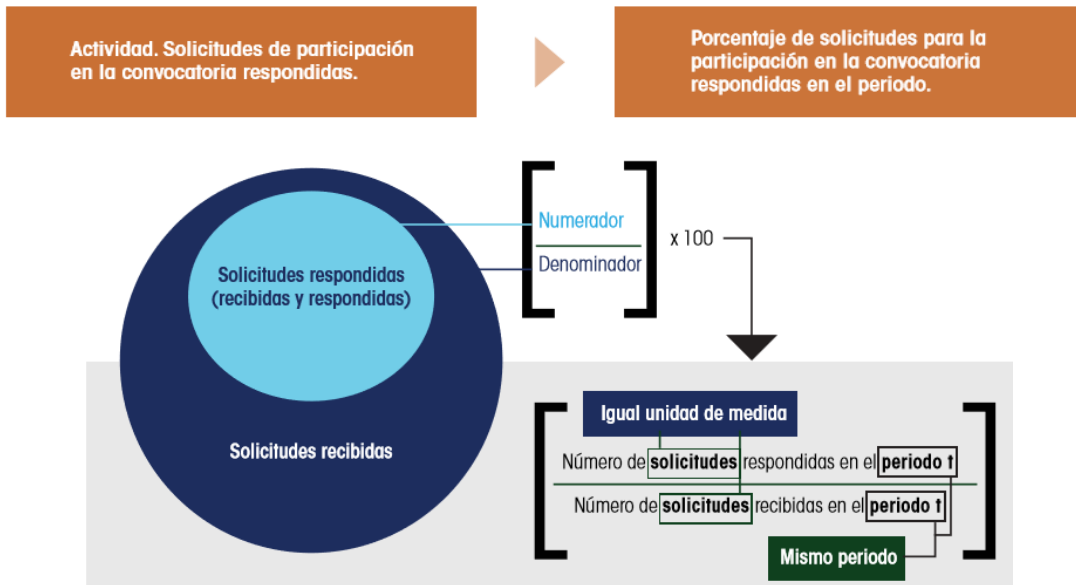 Actividad. Solicitudes de participación
en la convocatoria respondidas.
Porcentaje de solicitudes para la
participación en la convocatoria
respondidas en el periodo.
Numerador
Denominador
x 100
Solicitudes respondidas
(recibidas y respondidas)
Solicitudes recibidas
Igual unidad de medida
Número de solicitudes respondidas en el periodo t
Número de solicitudes recibidas en el periodo t
Mismo periodo